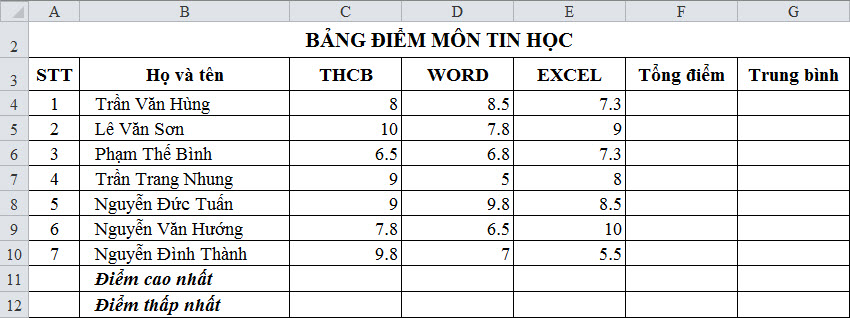 A B C D E F G
2 BẢNG ĐIỂM MÔN TIN HỌC
3 STT Họ và tên THCB WORD EXCEL Tổng điểm Trung bình
4 1 Trần Văn Hùng 8 8.5 7.3
5 2 Lê Văn Sơn 10 7.8 9
6 3 Phạm Thế Bình 6.5 6.8 7.3
7 4 Trần Trang Nhung 9 5 8
8 5 Nguyễn Đức Tuấn 9 9.8 8.5
9 6 Nguyễn Văn Hướng 7.8 6.5 10
10 7 Nguyễn Đình Thành 9.8 7 5.5
11 Điểm cao nhất
12 Điểm thấp nhất